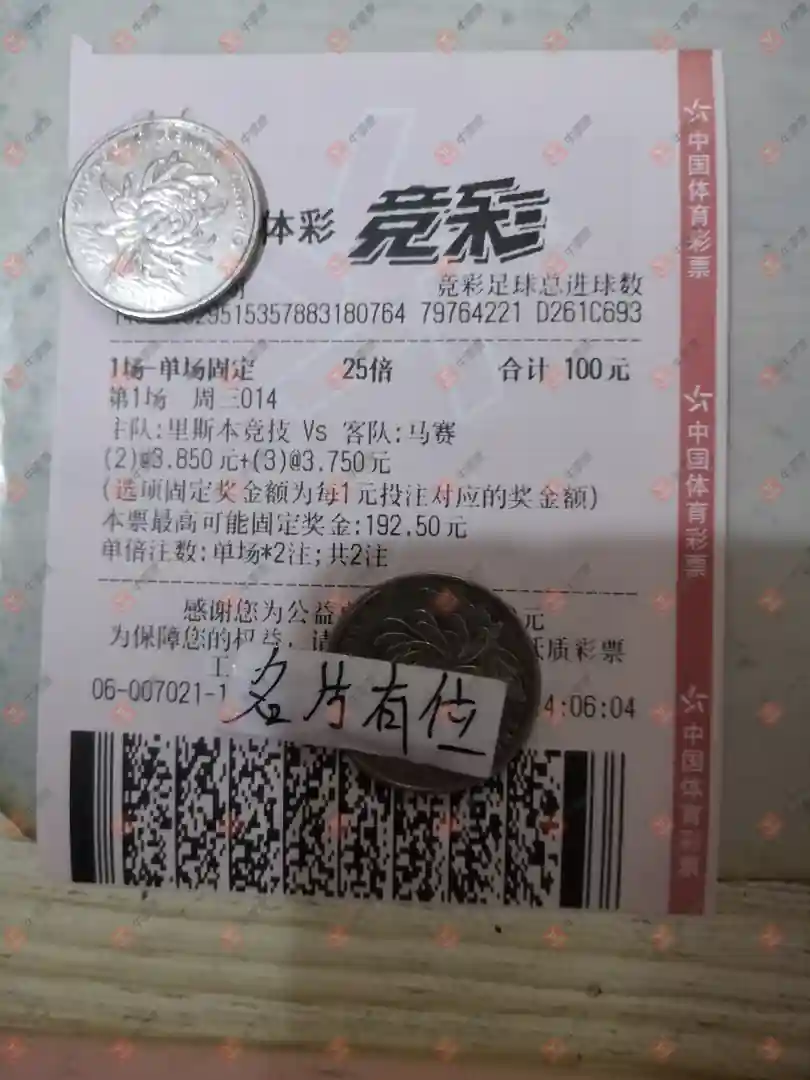 体彩 竞彩
竞彩足球总进球数
29515357883180764 79764221 D261C693
1场-单场固定 25倍 合计 100元
第1场 周三014
主队:里斯本竞技 Vs 客队:马赛
(2)@3.850元+(3)@3.750元
(选项固定奖金额为每1元投注对应的奖金额)
本票最高可能固定奖金:192.50元
单倍注数:单场*2注;共2注
感谢您为公益 元
为保障您的权益,请 质彩票
06-007021-1 4:06:04
名片有位
中国体育彩票
中国体育彩票
中国体育彩票